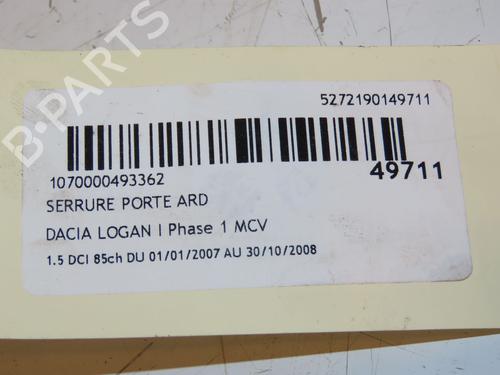 5272190149711
1070000493362
49711
SERRURE PORTE ARD
DACIA LOGAN I Phase 1 MCV
1.5 DCI 85ch DU 01/01/2007 AU 30/10/2008
B-PARTS